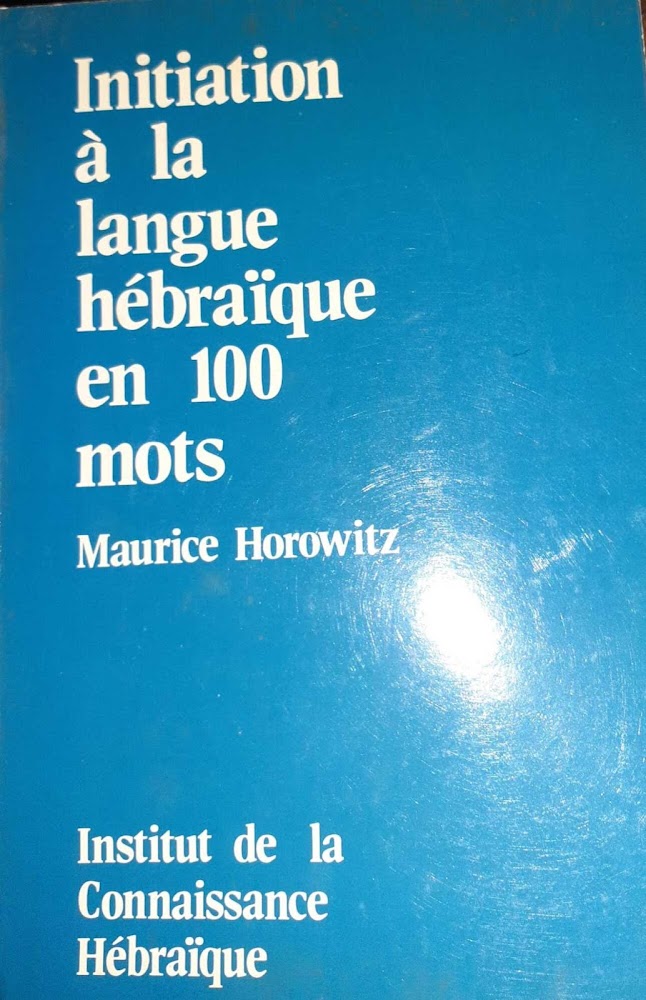 Initiation
à la
langue
hébraïque
en 100
mots
Maurice Horowitz
Institut de la
Connaissance
Hébraïque